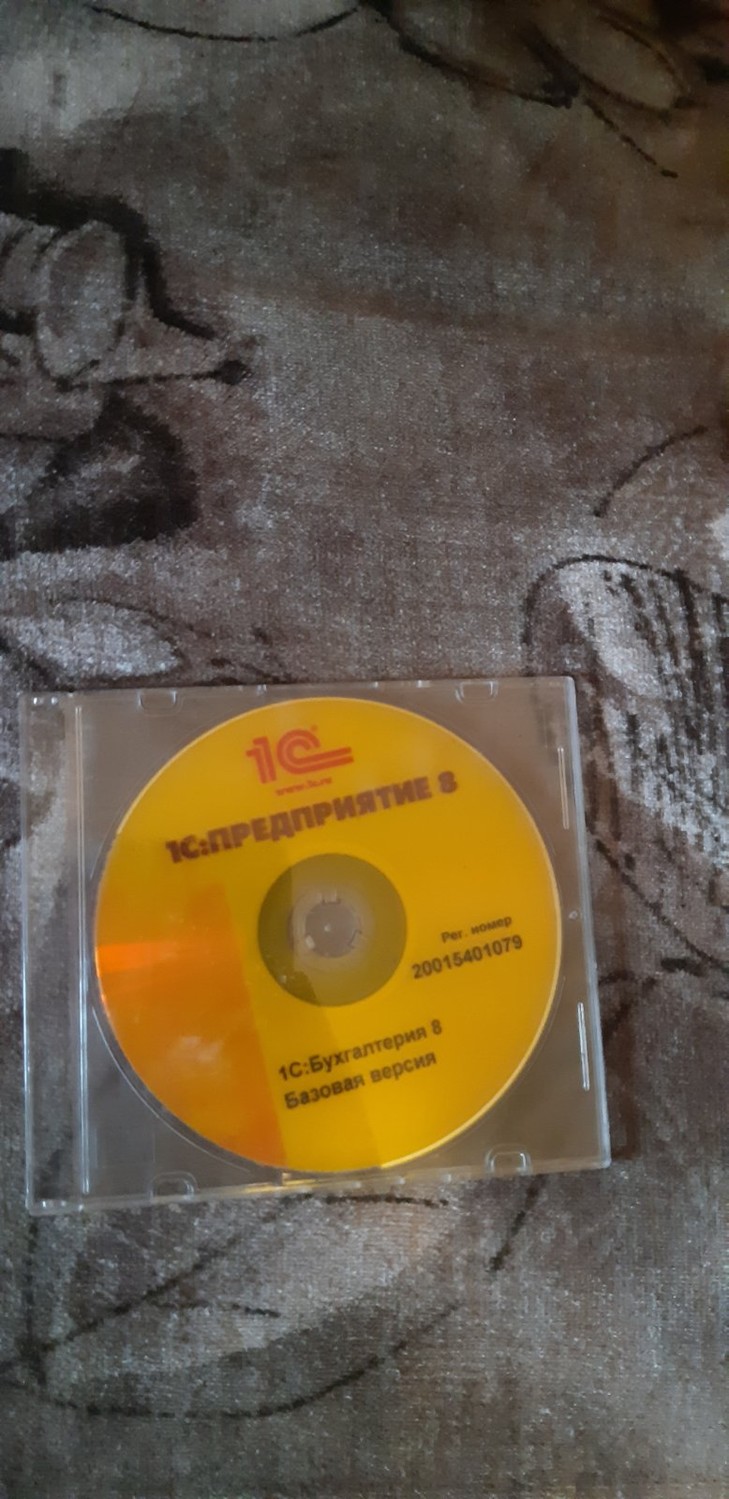 1С
www.1c.ru
1С:ПРЕДПРИЯТИЕ 8
Рег. номер
20015401079
1С:Бухгалтерия 8
Базовая версия